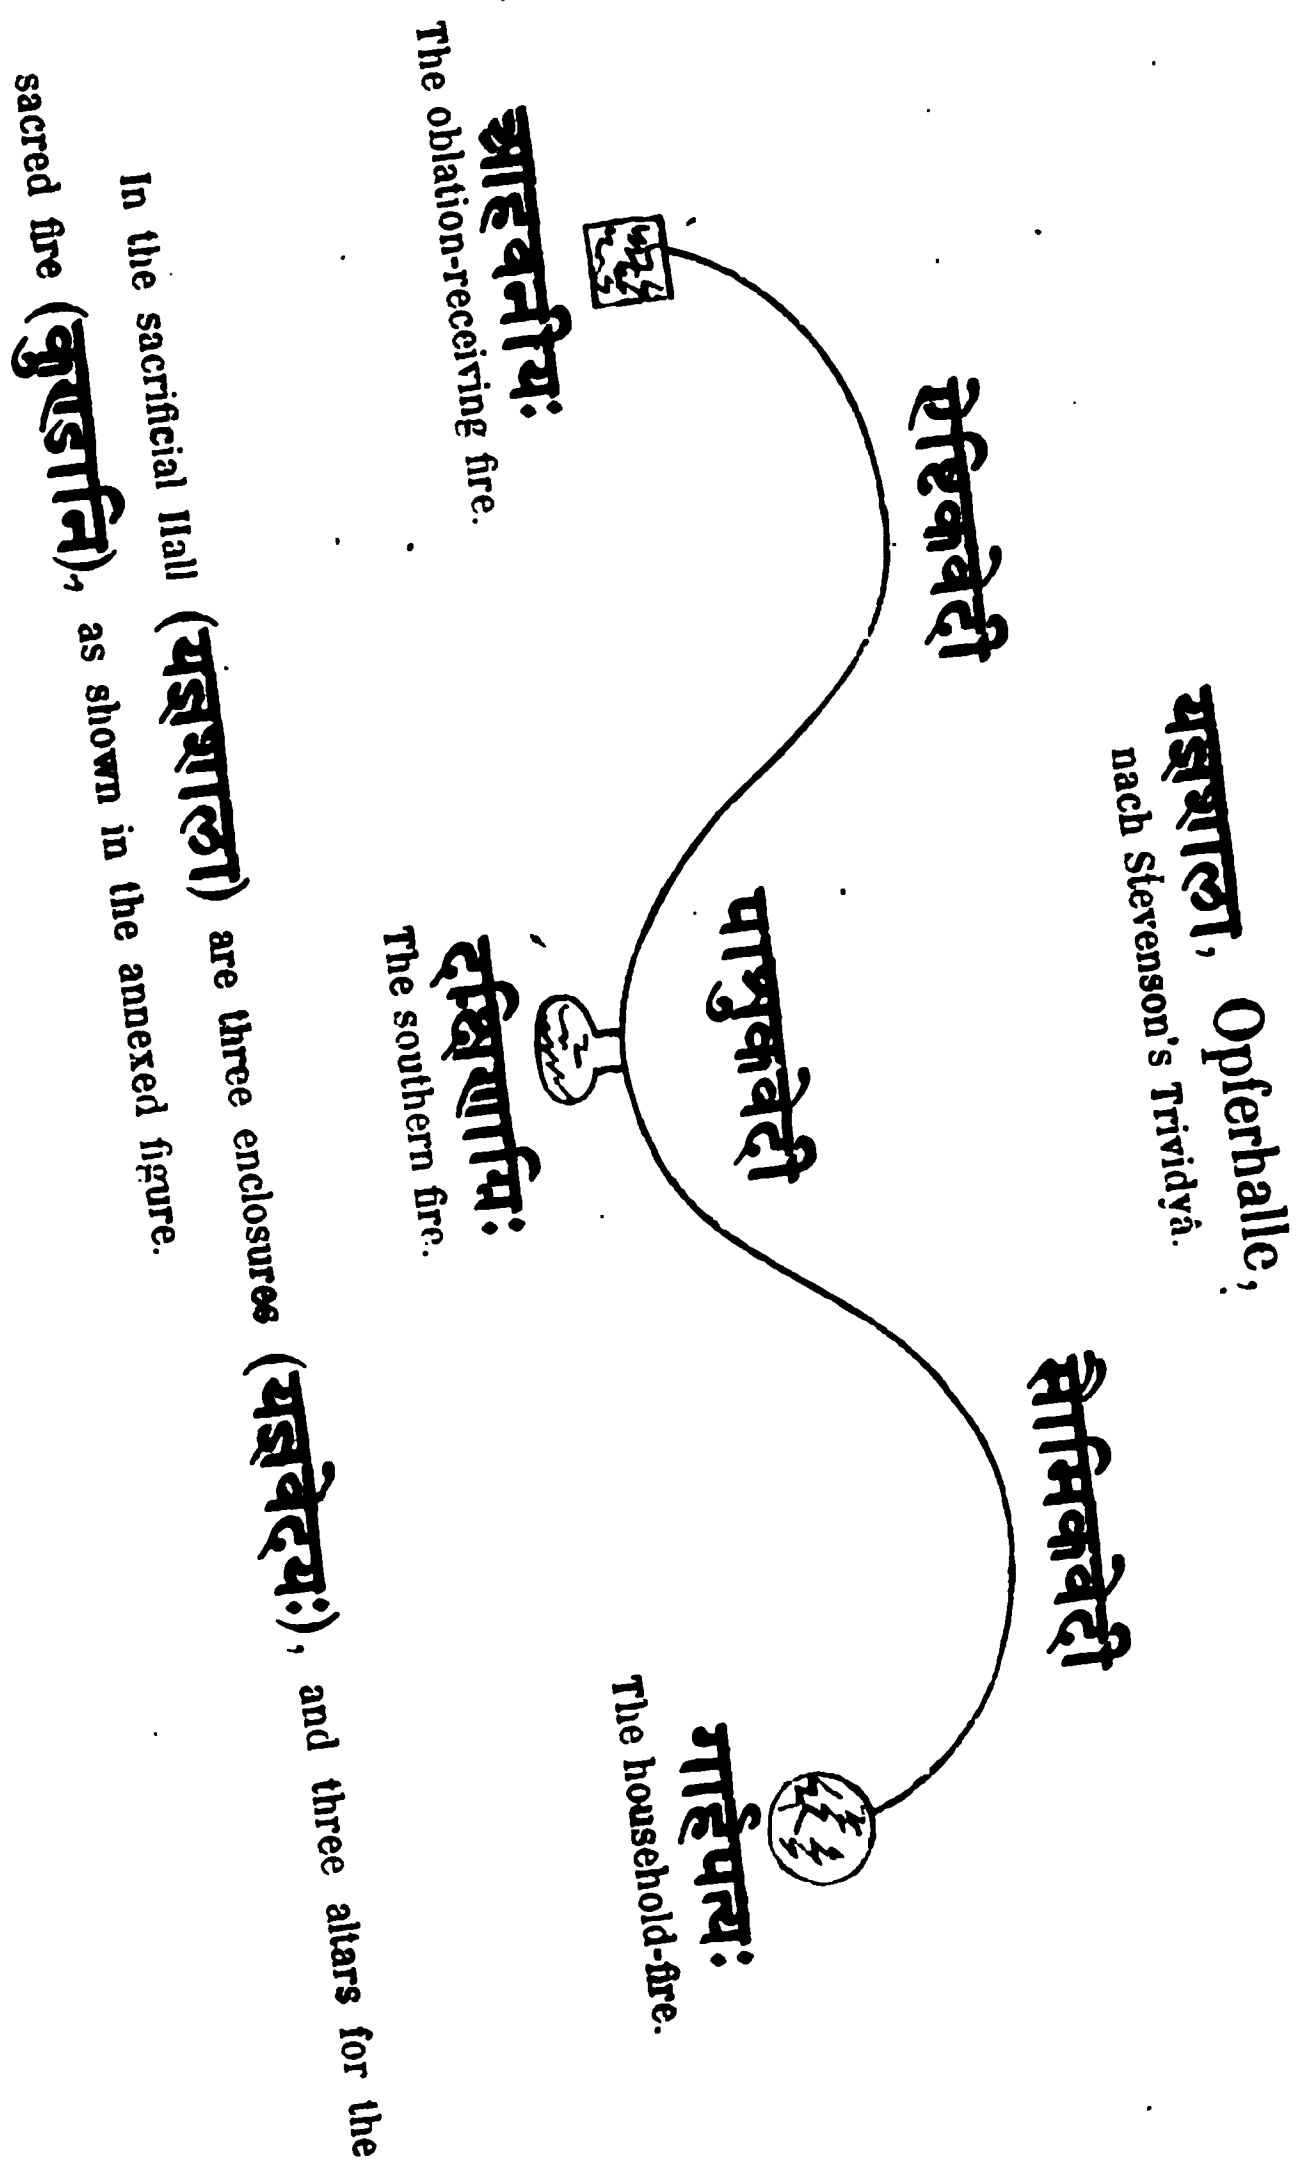 यज्ञशाला, Opferhalle,
nach Stevenson's Trividyâ.
ऐष्टिकवेदी
पाशुकवेदी
सौमिकवेदी
आहवनीयः
The oblation-receiving fire.
दक्षिणाग्निः
The southern fire.
गार्हपत्यः
The household-fire.
In the sacrificial Hall (यज्ञशाला) are three enclosures (यज्ञवेद्यः), and three altars for the
sacred fire (कुण्डानि), as shown in the annexed figure.